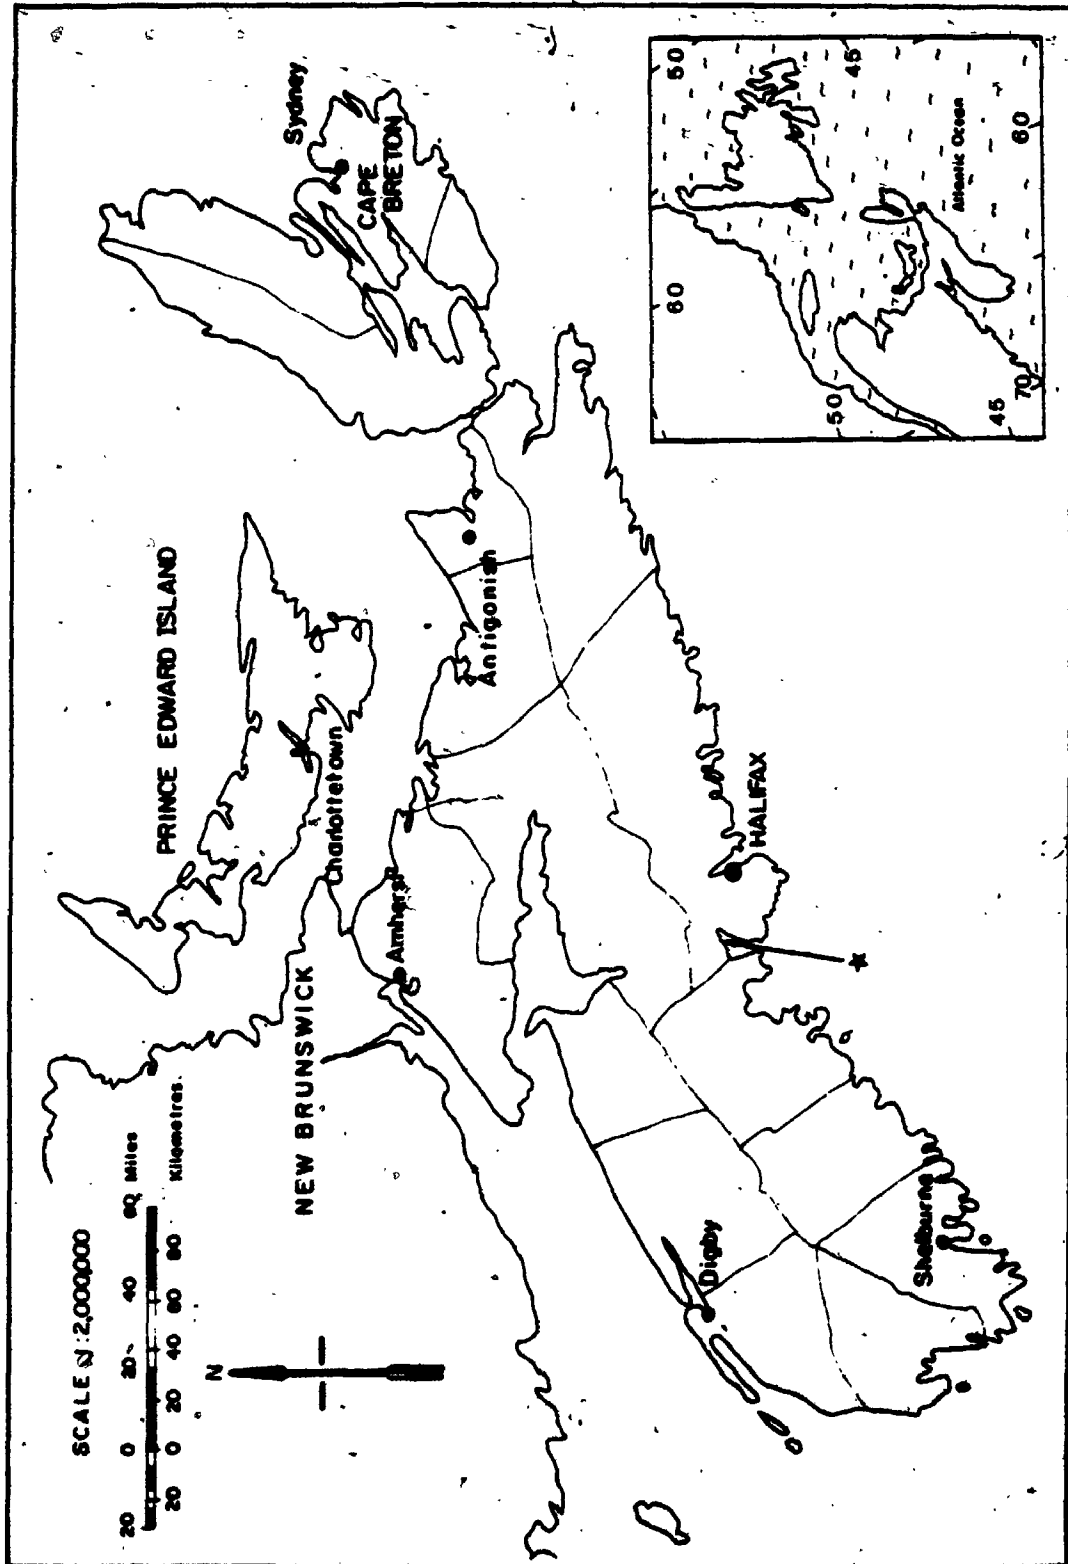 SCALE 1:2,000,000
20 0 20 40 60 Miles
20 0 20 40 60 80 Kilometres
N
PRINCE EDWARD ISLAND
Charlottetown
NEW BRUNSWICK
Amherst
Sydney
CAPE
BRETON
Antigonish
HALIFAX
Digby
Shelburne
*
60
50
50
45
Atlantic Ocean
45
70
60